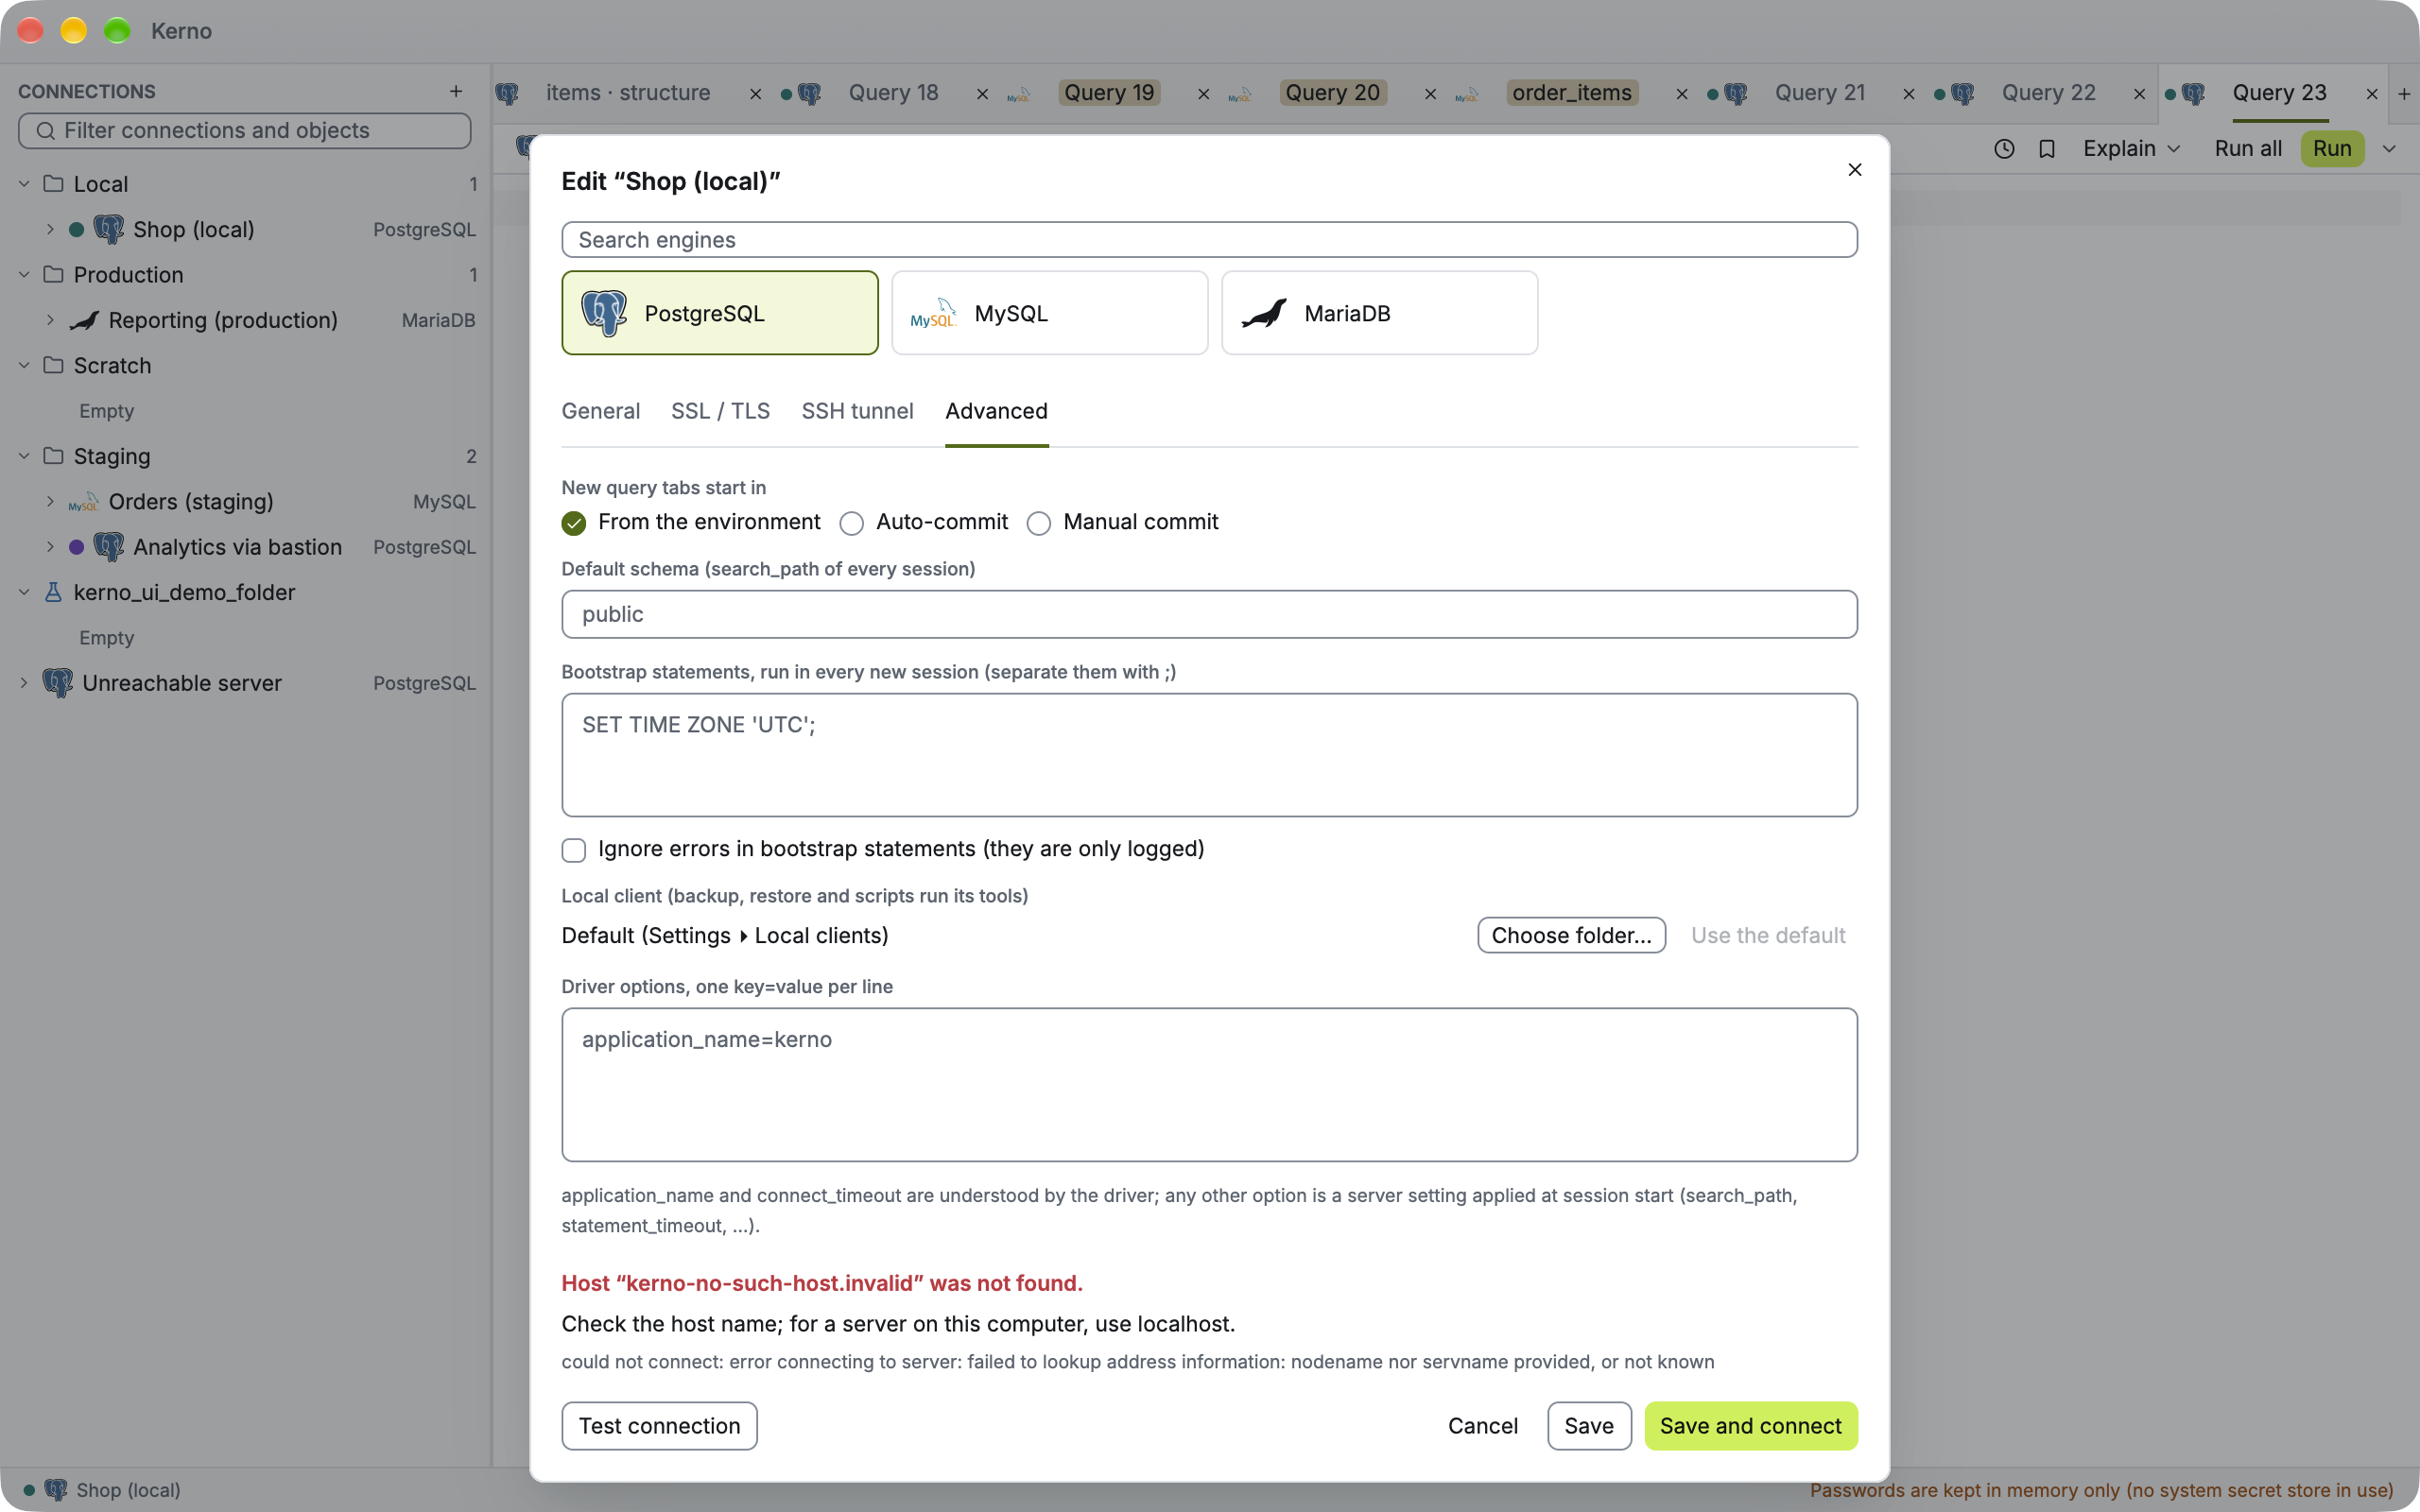 Kerno
CONNECTIONS
Filter connections and objects
Local 1
Shop (local) PostgreSQL
Production 1
Reporting (production) MariaDB
Scratch
Empty
Staging 2
MySQL Orders (staging) MySQL
Analytics via bastion PostgreSQL
kerno_ui_demo_folder
Empty
Unreachable server PostgreSQL
items · structure Query 18 MySQL Query 19 MySQL Query 20 MySQL order_items Query 21 Query 22 Query 23
Explain Run all Run
Edit “Shop (local)”
Search engines
PostgreSQL MySQL MySQL MariaDB
General SSL / TLS SSH tunnel Advanced
New query tabs start in
From the environment Auto-commit Manual commit
Default schema (search_path of every session)
public
Bootstrap statements, run in every new session (separate them with ;)
SET TIME ZONE 'UTC';
Ignore errors in bootstrap statements (they are only logged)
Local client (backup, restore and scripts run its tools)
Default (Settings ▸ Local clients) Choose folder... Use the default
Driver options, one key=value per line
application_name=kerno
application_name and connect_timeout are understood by the driver; any other option is a server setting applied at session start (search_path,
statement_timeout, ...).
Host “kerno-no-such-host.invalid” was not found.
Check the host name; for a server on this computer, use localhost.
could not connect: error connecting to server: failed to lookup address information: nodename nor servname provided, or not known
Test connection Cancel Save Save and connect
Shop (local) Passwords are kept in memory only (no system secret store in use)